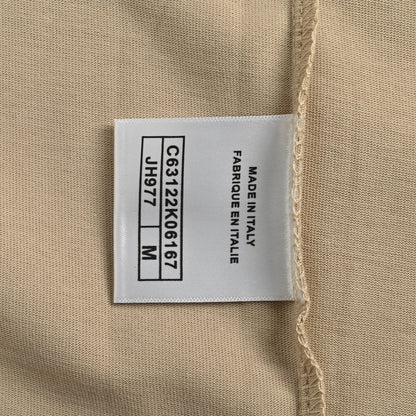 MADE IN ITALY
FABRIQUE EN ITALIE
C63122K06167
JH977 M